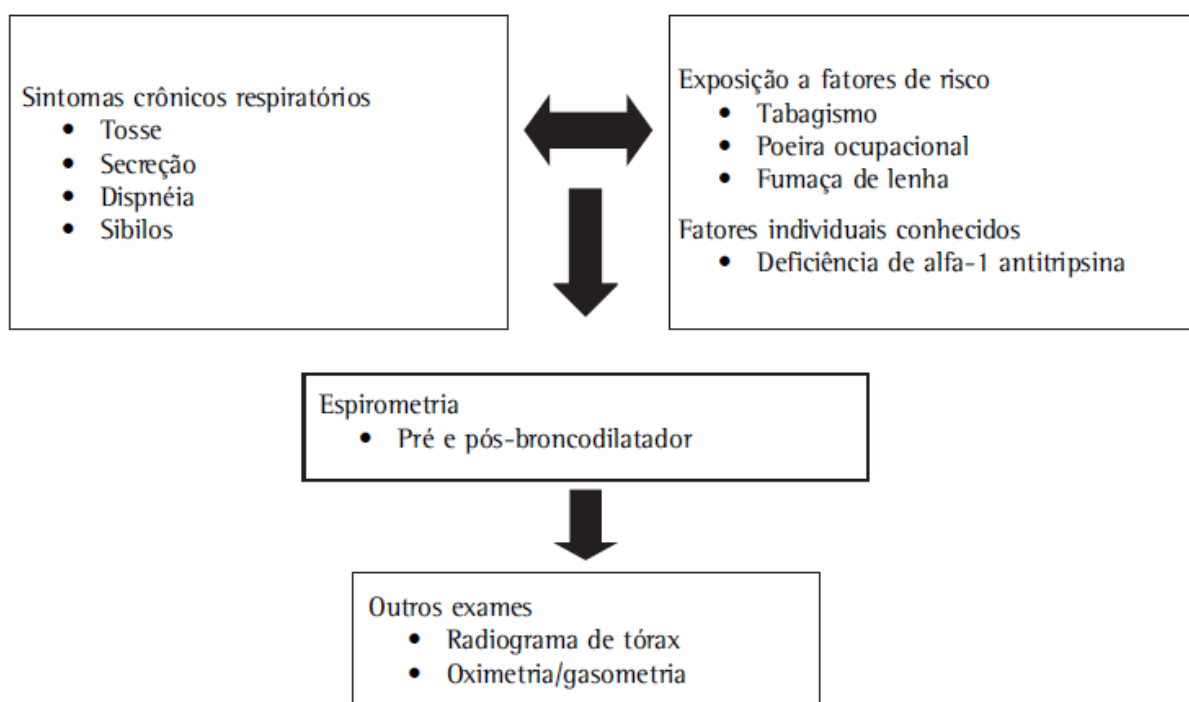 Sintomas crônicos respiratórios
• Tosse
• Secreção
• Dispnéia
• Sibilos
Exposição a fatores de risco
• Tabagismo
• Poeira ocupacional
• Fumaça de lenha
Fatores individuais conhecidos
• Deficiência de alfa-1 antitripsina
Espirometria
• Pré e pós-broncodilatador
Outros exames
• Radiograma de tórax
• Oximetria/gasometria